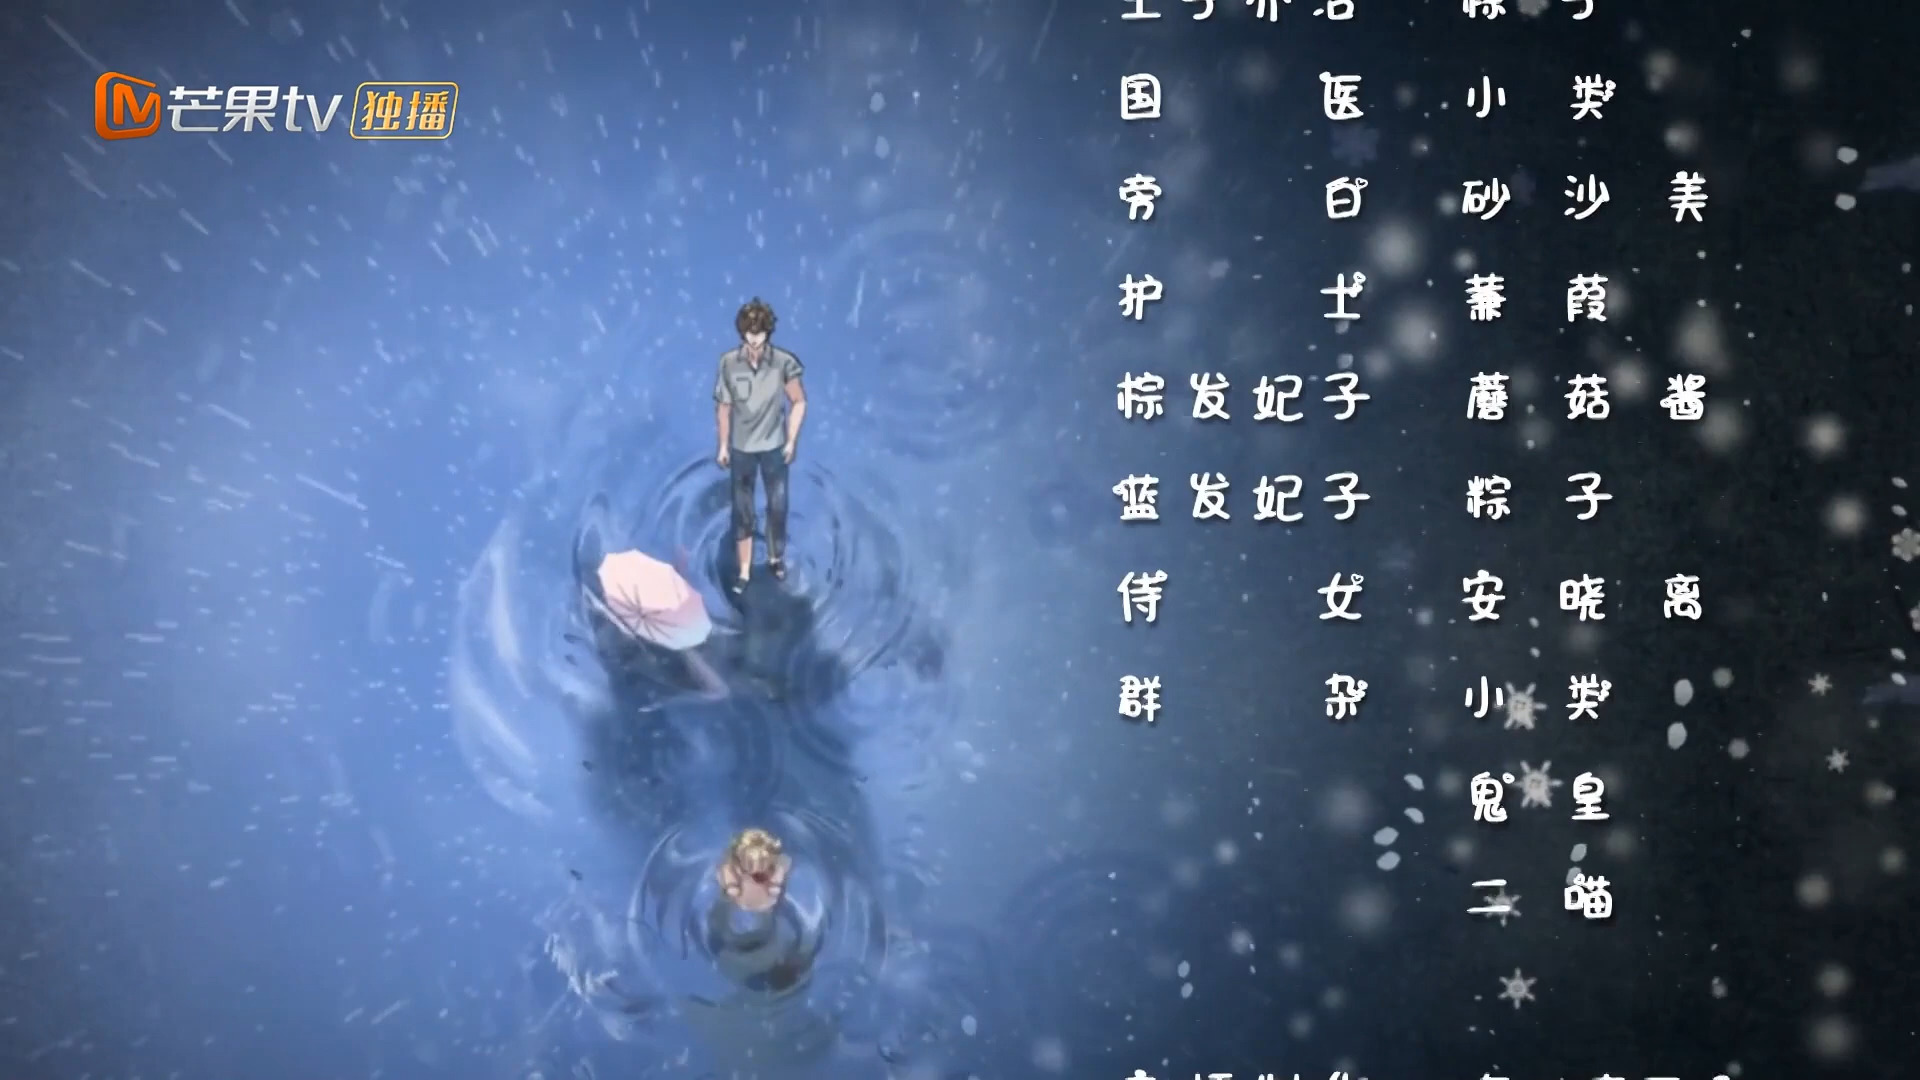 芒果tv 独播
国医 小类
旁白 砂沙美
护士 蒹葭
棕发妃子 蘑菇酱
蓝发妃子 粽子
侍女 安晓离
群杂 小类
鬼皇
二喵